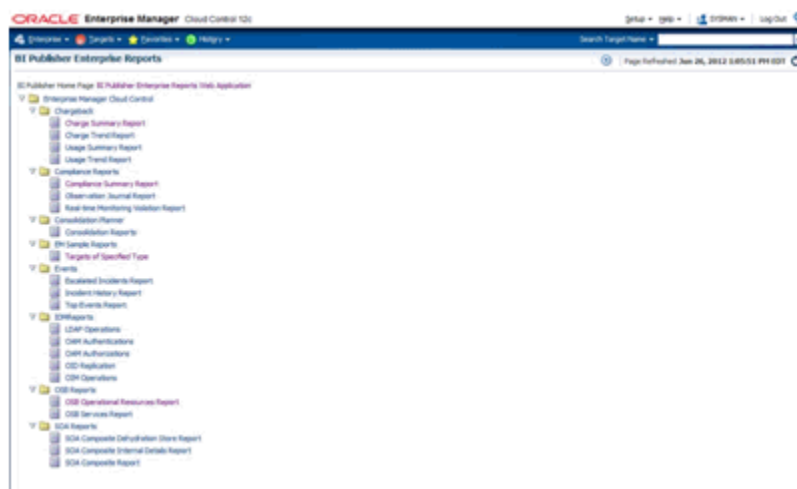 ORACLE Enterprise Manager Cloud Control 12c
Setup Help SYSMAN Log Out
Enterprise Targets Favorites History Search Target Name
BI Publisher Enterprise Reports
Page Refreshed Jun 26, 2012 1:05:51 PM EDT
BI Publisher Home Page BI Publisher Enterprise Reports Web Application
Enterprise Manager Cloud Control
Chargeback
Charge Summary Report
Charge Trend Report
Usage Summary Report
Usage Trend Report
Compliance Reports
Compliance Summary Report
Observation Journal Report
Real-time Monitoring Violation Report
Consolidation Planner
Consolidation Reports
EM Sample Reports
Targets of Specified Type
Events
Escalated Incidents Report
Incident History Report
Top Events Report
IDMReports
LDAP Operations
OAM Authentications
OAM Authorizations
OID Replication
OIM Operations
OSB Reports
OSB Operational Resources Report
OSB Services Report
SOA Reports
SOA Composite Dehydration Store Report
SOA Composite Internal Details Report
SOA Composite Report